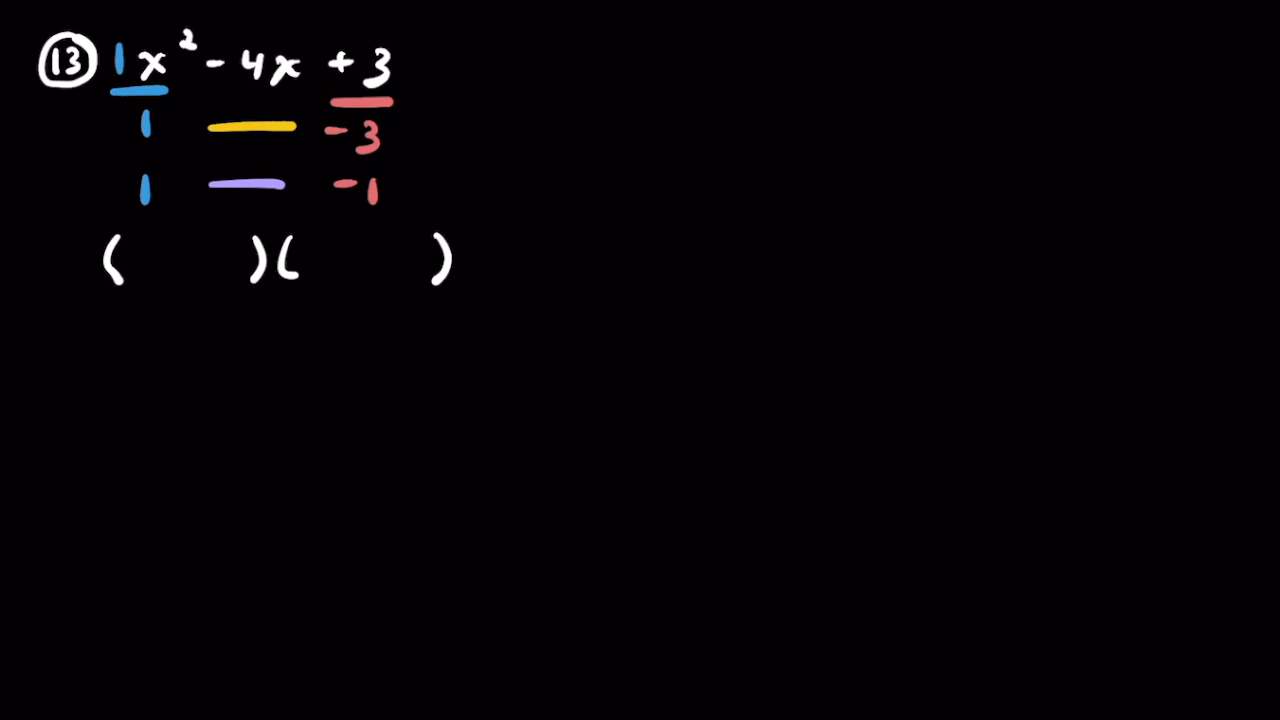 ⑬ 1x² - 4x + 3
1 - 3
1 - 1
( )( )